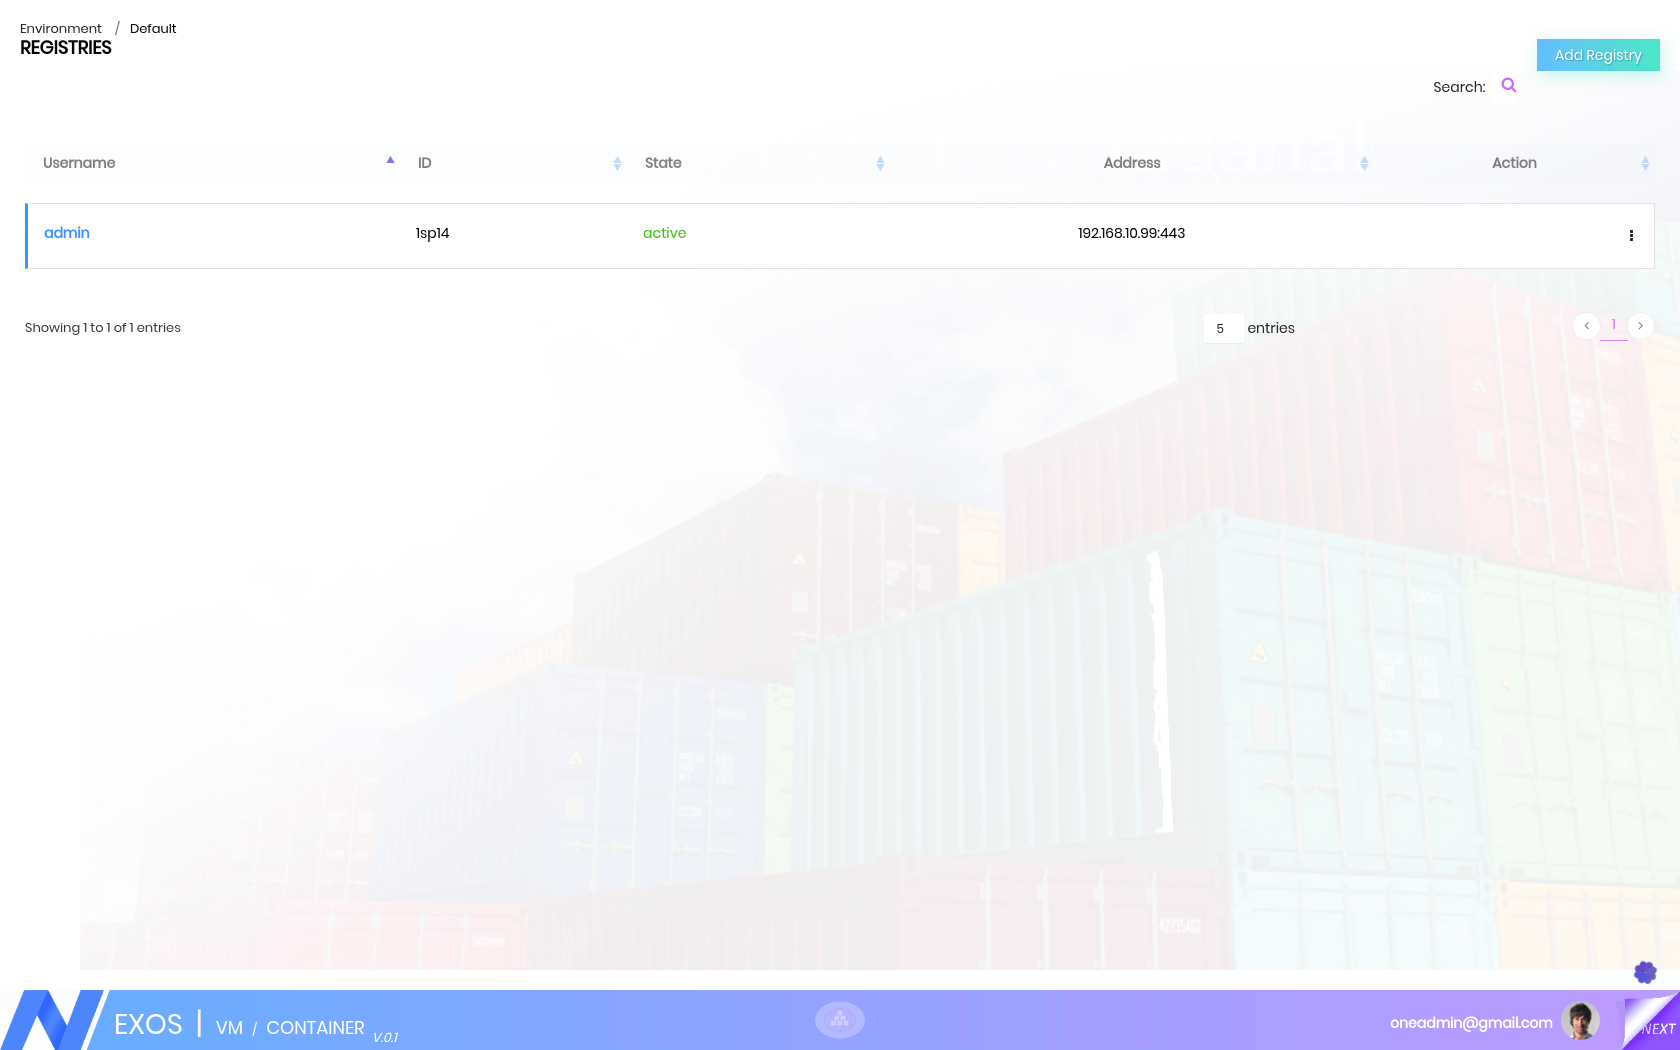 Environment / Default
REGISTRIES
Add Registry
Search:
Username ID State Address Action
admin 1sp14 active 192.168.10.99:443
Showing 1 to 1 of 1 entries
5 entries
1
EXOS | VM / CONTAINER V.0.1
oneadmin@gmail.com
NEXT